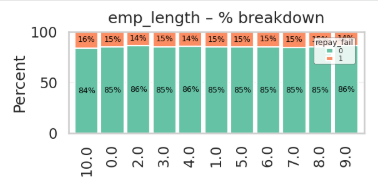 emp_length – % breakdown
Percent
100
50
0
16% 15% 14% 15% 14% 15% 15% 15% 15% 15% 14%
84% 85% 86% 85% 86% 85% 85% 85% 85% 85% 86%
repay_fail
0
1
10.0 0.0 2.0 3.0 4.0 1.0 5.0 6.0 7.0 8.0 9.0